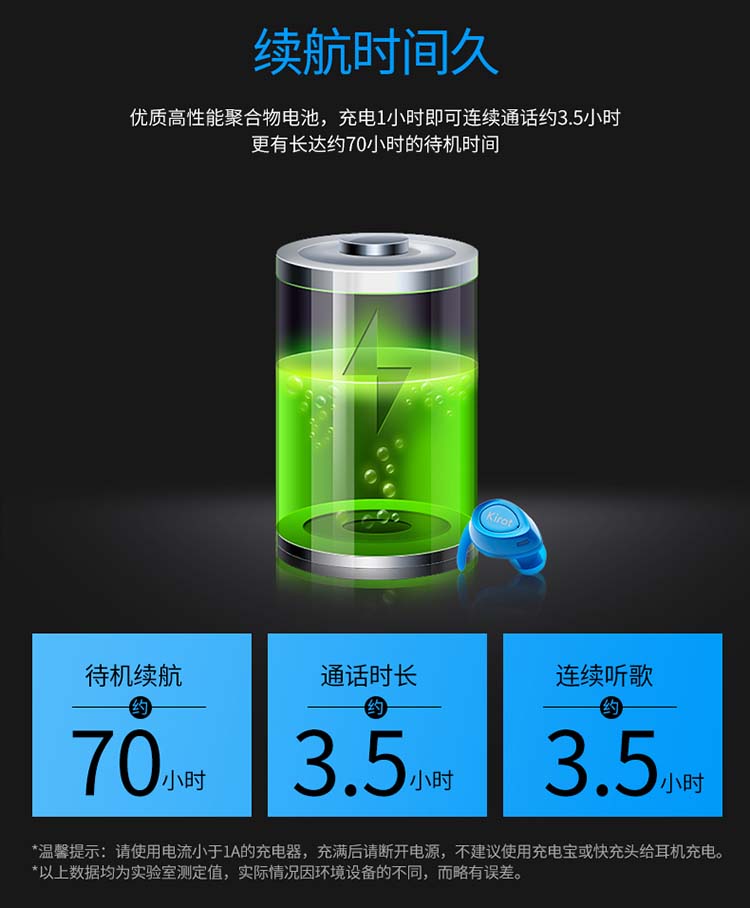 续航时间久
优质高性能聚合物电池，充电1小时即可连续通话约3.5小时
更有长达约70小时的待机时间
Kirot
待机续航
约
70小时
通话时长
约
3.5小时
连续听歌
约
3.5小时
*温馨提示：请使用电流小于1A的充电器，充满后请断开电源，不建议使用充电宝或快充头给耳机充电。
*以上数据均为实验室测定值，实际情况因环境设备的不同，而略有误差。